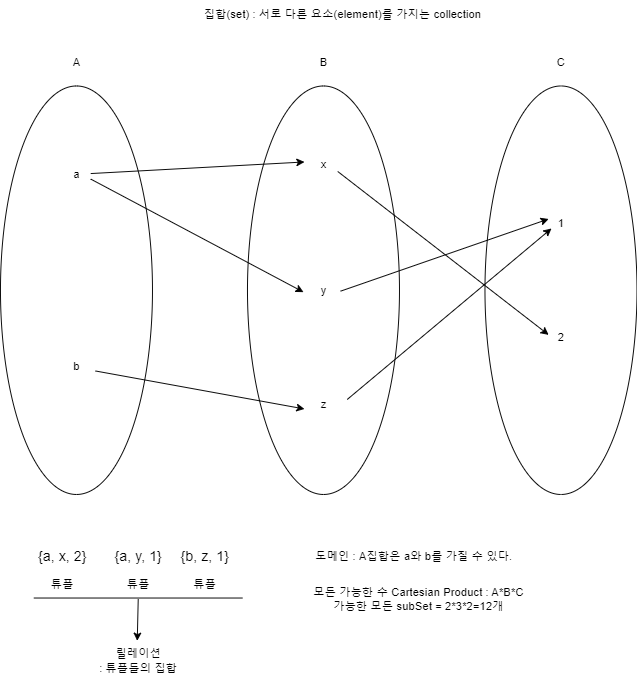 집합(set) : 서로 다른 요소(element)를 가지는 collection
A B C
a x
1
y
2
b
z
{a, x, 2} {a, y, 1} {b, z, 1}
튜플 튜플 튜플
릴레이션
: 튜플들의 집합
도메인 : A집합은 a와 b를 가질 수 있다.
모든 가능한 수 Cartesian Product : A*B*C
가능한 모든 subSet = 2*3*2=12개